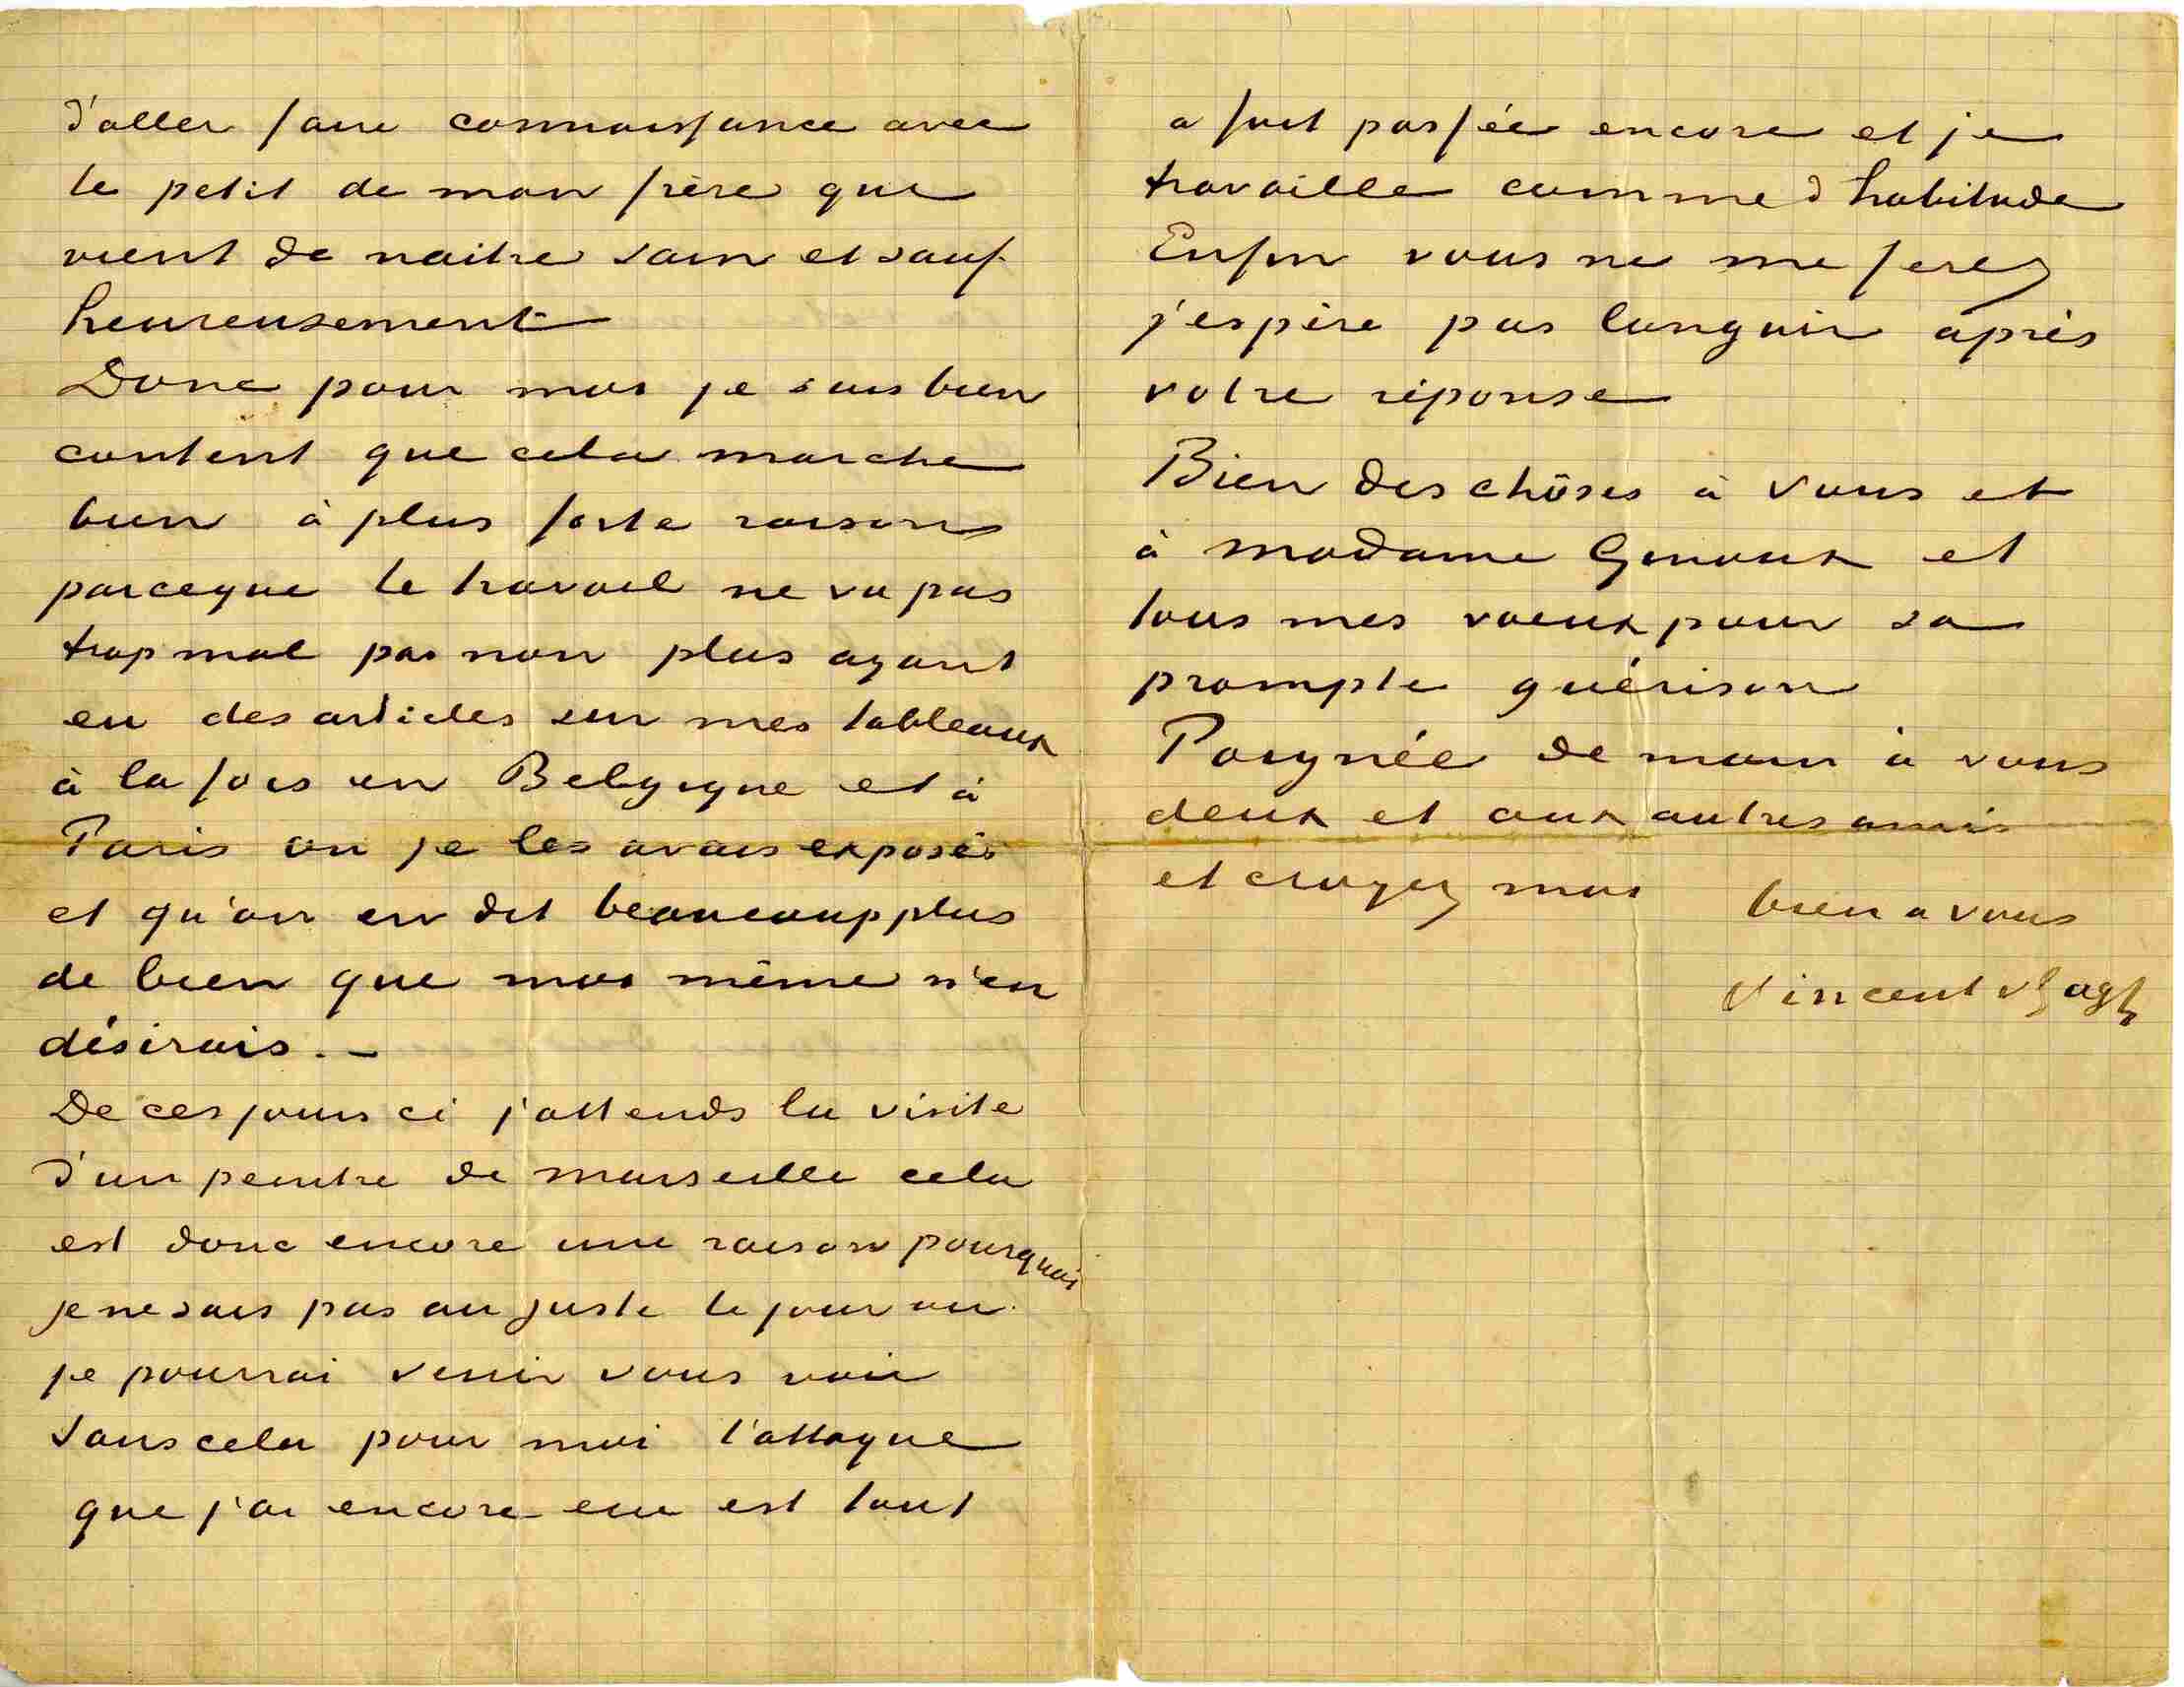 d'aller faire connaissance avec
le petit de mon frère qui
vient de naitre sain et sauf
heureusement
Donc pour moi je suis bien
content que cela marche
bien à plus forte raison
parceque le travail ne va pas
trop mal pas non plus ayant
eu des articles sur mes tableaux
à la fois en Belgique et à
Paris ou je les avais exposés
et qu'on en dit beaucoup plus
de bien que moi même n'en
désirais. —
De ces jours ci j'attends la visite
d'un peintre de marseille cela
est donc encore une raison pourquoi
je ne sais pas au juste le jour ou
je pourrai venir vous voir
Sans cela pour moi l'attaque
que j'ai encore eue est tout
a fait passée encore et je
travaille comme d'habitude
Enfin vous ne me ferez
j'espère pas languir après
votre réponse
Bien des chôses à vous et
à madame Ginoux et
tous mes voeux pour sa
prompte guérison
Poignée de main à vous
deux et aux autres amis
et croyez moi bien a vous
Vincent v Gogh